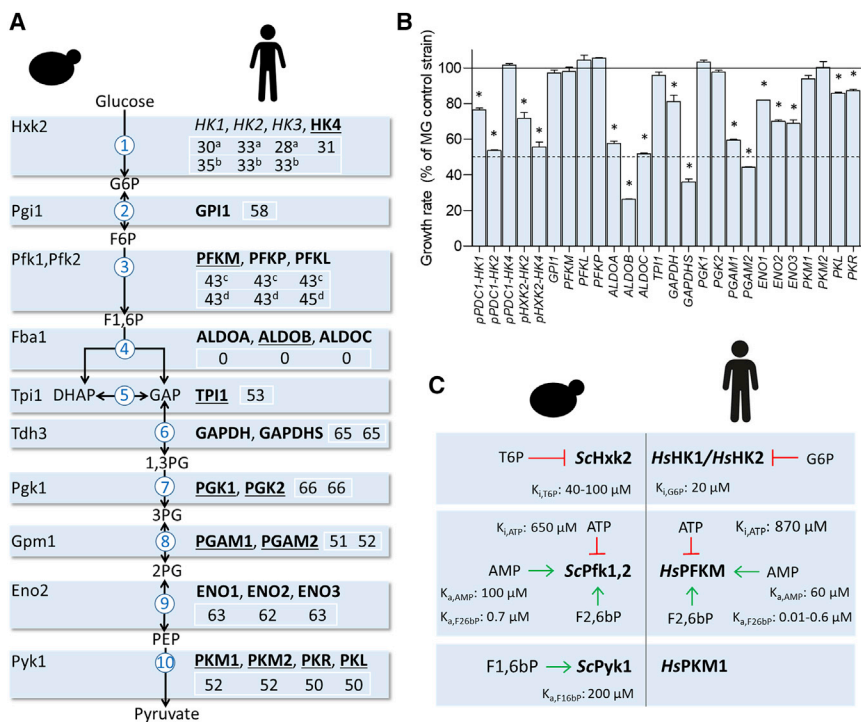 A
Glucose
Hxk2
1
HK1, HK2, HK3, HK4
30a 33a 28a 31
35b 33b 33b
G6P
Pgi1
2
GPI1 58
F6P
Pfk1,Pfk2
3
PFKM, PFKP, PFKL
43c 43c 43c
43d 43d 45d
F1,6P
Fba1
4
ALDOA, ALDOB, ALDOC
0 0 0
Tpi1 DHAP 5 GAP TPI1 53
Tdh3
6
GAPDH, GAPDHS 65 65
1,3PG
Pgk1
7
PGK1, PGK2 66 66
3PG
Gpm1
8
PGAM1, PGAM2 51 52
2PG
Eno2
9
ENO1, ENO2, ENO3
63 62 63
PEP
Pyk1
10
PKM1, PKM2, PKR, PKL
52 52 50 50
Pyruvate
B
Growth rate (% of MG control strain)
100
80
60
40
20
0
* * * * * * * * * * * * * * * *
pPDC1-HK1
pPDC1-HK2
pPDC1-HK4
pHXK2-HK2
pHXK2-HK4
GPI1
PFKM
PFKL
PFKP
ALDOA
ALDOB
ALDOC
TPI1
GAPDH
GAPDHS
PGK1
PGK2
PGAM1
PGAM2
ENO1
ENO2
ENO3
PKM1
PKM2
PKL
PKR
C
T6P ScHxk2 HsHK1/HsHK2 G6P
Ki,T6P: 40-100 µM Ki,G6P: 20 µM
Ki,ATP: 650 µM ATP ATP Ki,ATP: 870 µM
AMP ScPfk1,2 HsPFKM AMP
Ka,AMP: 100 µM Ka,AMP: 60 µM
Ka,F26bP: 0.7 µM F2,6bP F2,6bP Ka,F26bP: 0.01-0.6 µM
F1,6bP ScPyk1 HsPKM1
Ka,F16bP: 200 µM